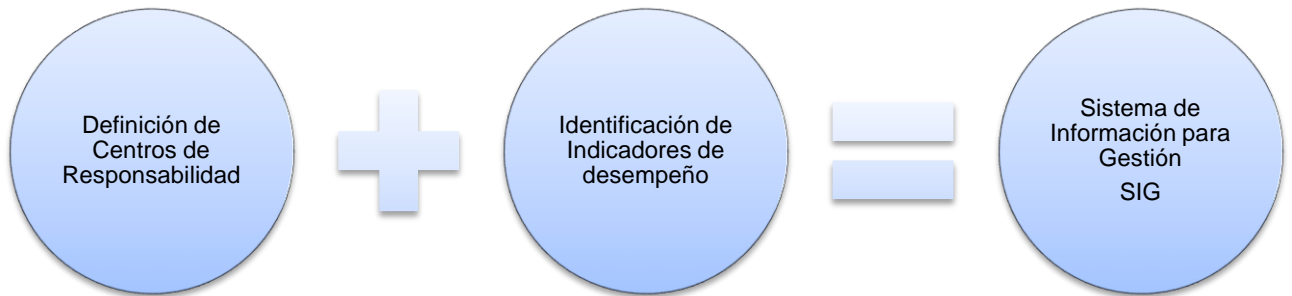 Definición de
Centros de
Responsabilidad
Identificación de
Indicadores de
desempeño
Sistema de
Información para
Gestión
SIG